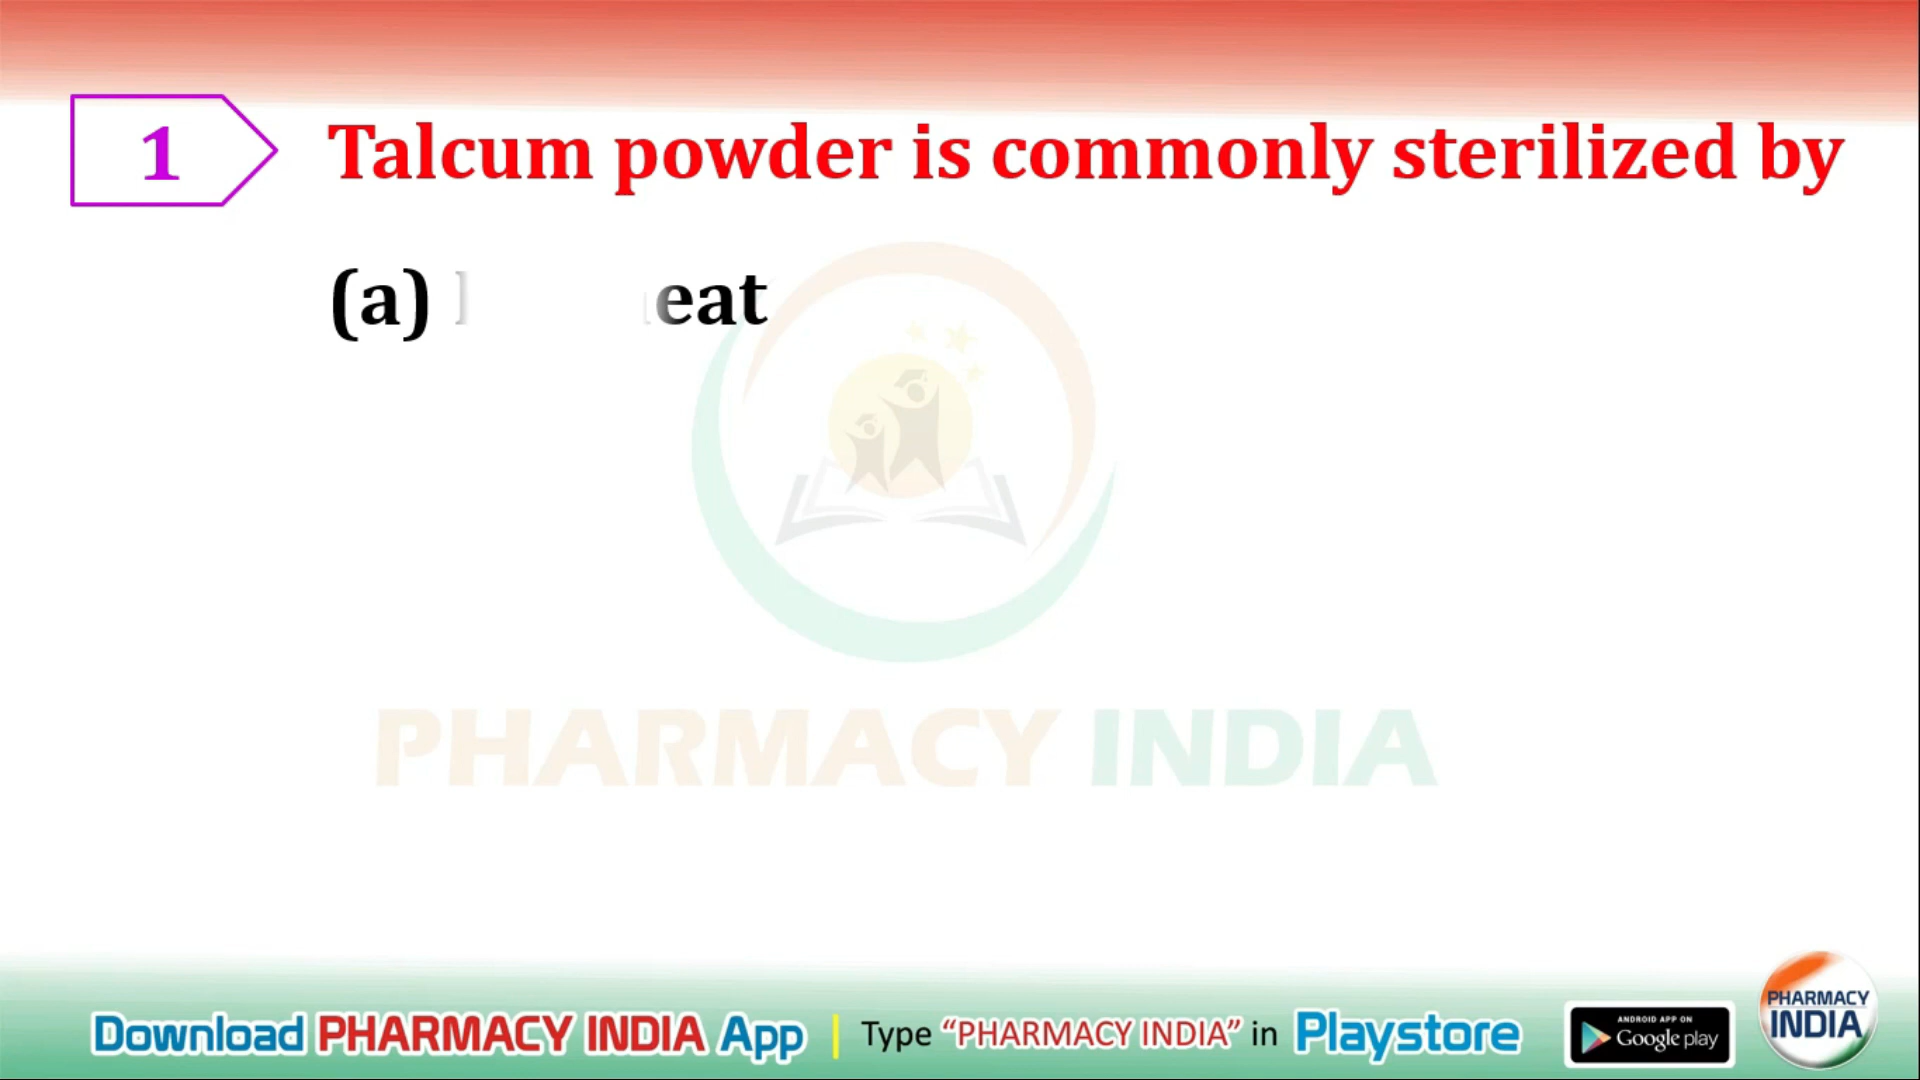 1
Talcum powder is commonly sterilized by
(a)
PHARMACY INDIA
Download PHARMACY INDIA App | Type “PHARMACY INDIA” in Playstore
ANDROID APP ON
Google play
PHARMACY
INDIA